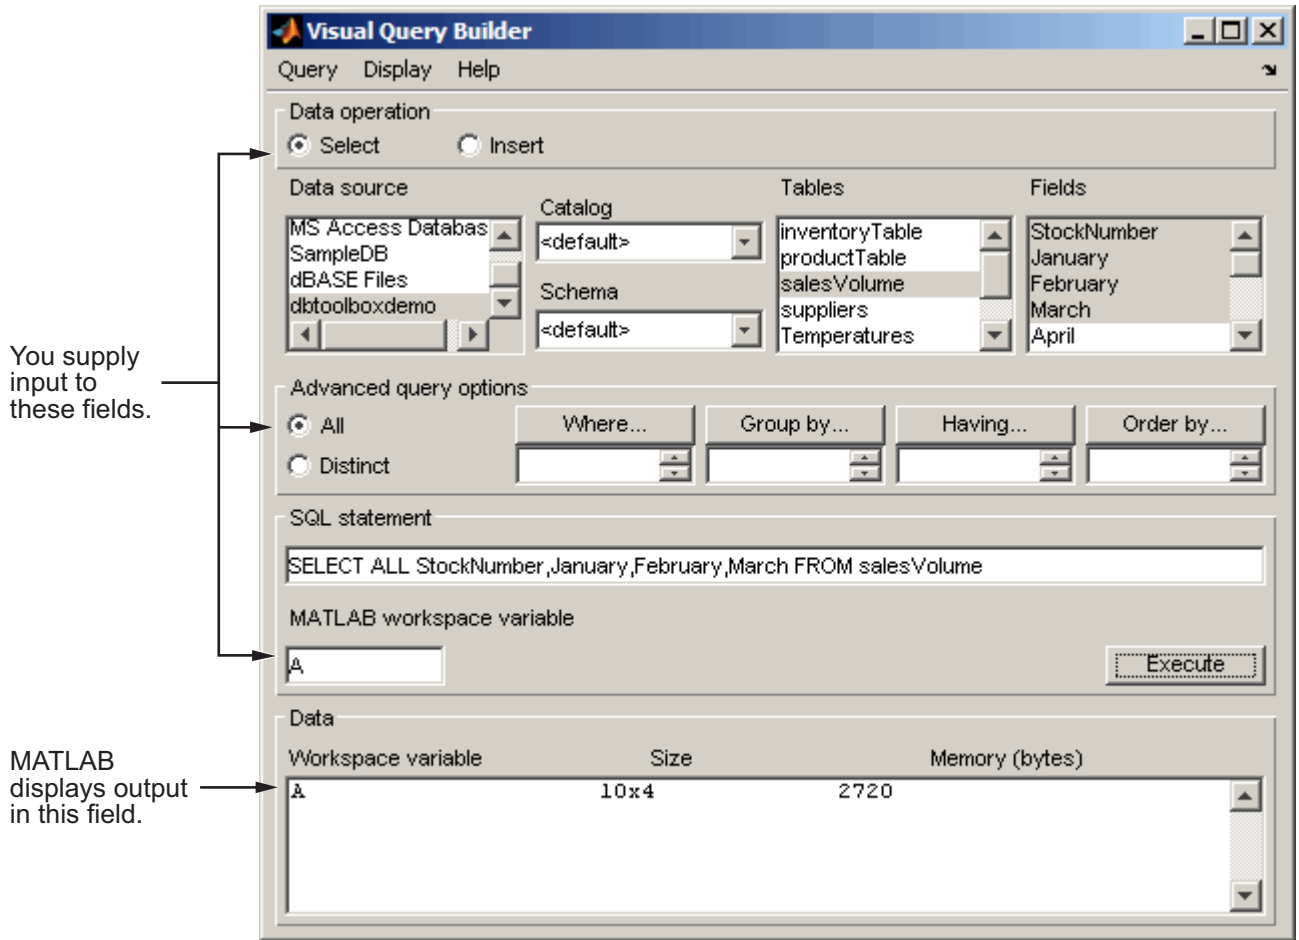 Visual Query Builder
Query Display Help
Data operation
Select Insert
Data source
MS Access Databas
SampleDB
dBASE Files
dbtoolboxdemo
Catalog
<default>
Schema
<default>
Tables
inventoryTable
productTable
salesVolume
suppliers
Temperatures
Fields
StockNumber
January
February
March
April
You supply
input to
these fields.
Advanced query options
All
Distinct
Where... Group by... Having... Order by...
SQL statement
SELECT ALL StockNumber,January,February,March FROM salesVolume
MATLAB workspace variable
A
Execute
Data
Workspace variable Size Memory (bytes)
A 10x4 2720
MATLAB
displays output
in this field.